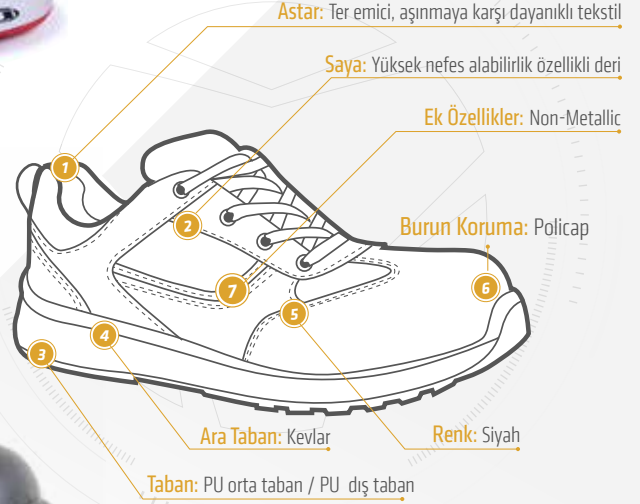 Astar: Ter emici, aşınmaya karşı dayanıklı tekstil
Saya: Yüksek nefes alabilirlik özellikli deri
Ek Özellikler: Non-Metallic
Burun Koruma: Policap
1
2
7
6
5
4
3
Ara Taban: Kevlar
Renk: Siyah
Taban: PU orta taban / PU dış taban